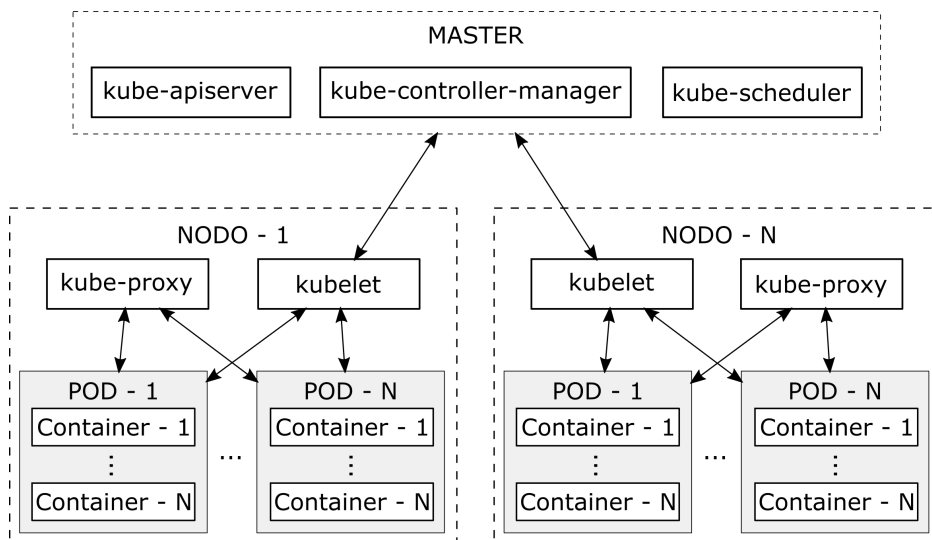 MASTER
kube-apiserver
kube-controller-manager
kube-scheduler
NODO - 1
kube-proxy
kubelet
POD - 1
Container - 1
⋮
Container - N
...
POD - N
Container - 1
⋮
Container - N
NODO - N
kubelet
kube-proxy
POD - 1
Container - 1
⋮
Container - N
...
POD - N
Container - 1
⋮
Container - N